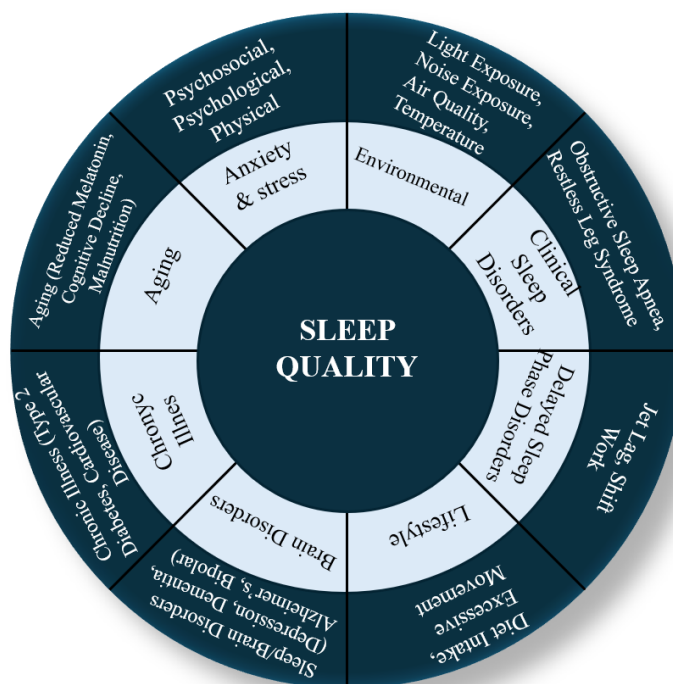 SLEEP
QUALITY
Environmental
Light Exposure,
Noise Exposure,
Air Quality,
Temperature
Clinical
Sleep
Disorders
Obstructive Sleep Apnea,
Restless Leg Syndrome
Delayed Sleep
Phase Disorders
Jet Lag, Shift
Work
Lifestyle
Diet Intake,
Excessive
Movement
Brain Disorders
Sleep/Brain Disorders
(Depression, Dementia,
Alzheimer's, Bipolar)
Chronyc
Illnes
Chronic Illness (Type 2
Diabetes, Cardiovascular
Disease)
Aging
Aging (Reduced Melatonin,
Cognitive Decline,
Malnutrition)
Anxiety
& stress
Psychosocial,
Psychological,
Physical